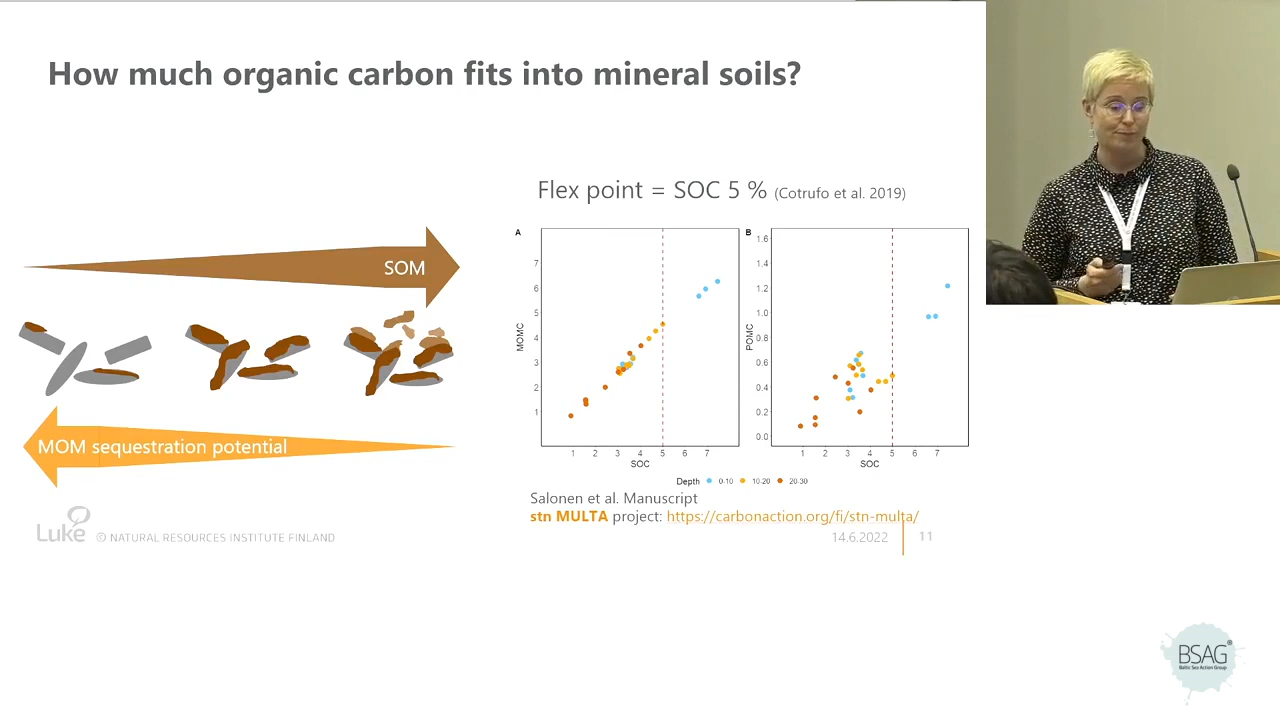 How much organic carbon fits into mineral soils?
Flex point = SOC 5 % (Cotrufo et al. 2019)
SOM
MOM sequestration potential
A
7
6
5
4
3
2
1
MOMC
1 2 3 4 5 6 7
SOC
B
1.6
1.4
1.2
1.0
0.8
0.6
0.4
0.2
0.0
POMC
1 2 3 4 5 6 7
SOC
Depth 0-10 10-20 20-30
Salonen et al. Manuscript
stn MULTA project: https://carbonaction.org/fi/stn-multa/
Luke © NATURAL RESOURCES INSTITUTE FINLAND
14.6.2022 11
BSAG®
Baltic Sea Action Group